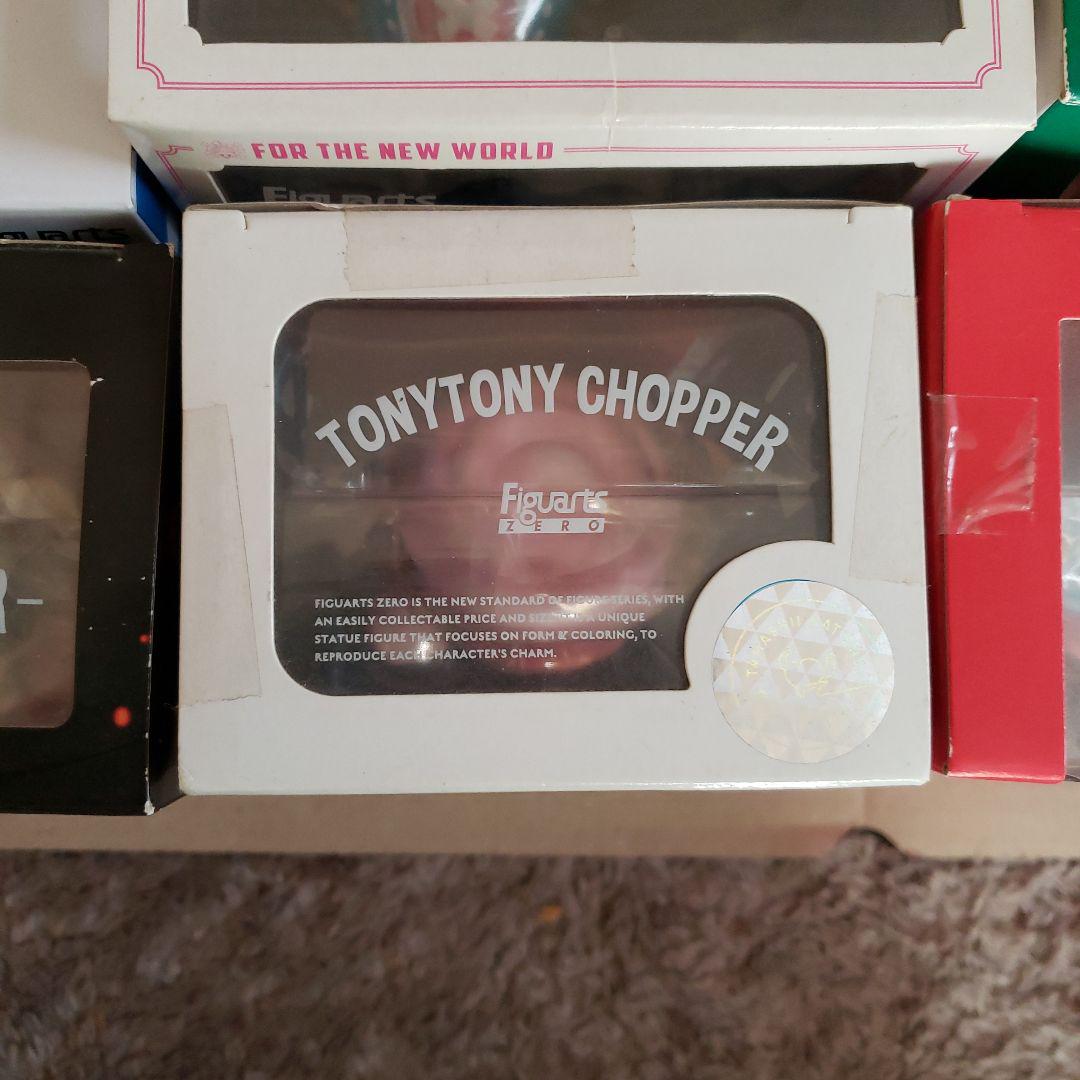 FOR THE NEW WORLD
Figuarts
TONYTONY CHOPPER
Figuarts
ZERO
FIGUARTS ZERO IS THE NEW STANDARD OF FIGURE SERIES, WITH
AN EASILY COLLECTABLE PRICE AND SIZE. IT IS A UNIQUE
STATUE FIGURE THAT FOCUSES ON FORM & COLORING, TO
REPRODUCE EACH CHARACTER'S CHARM.